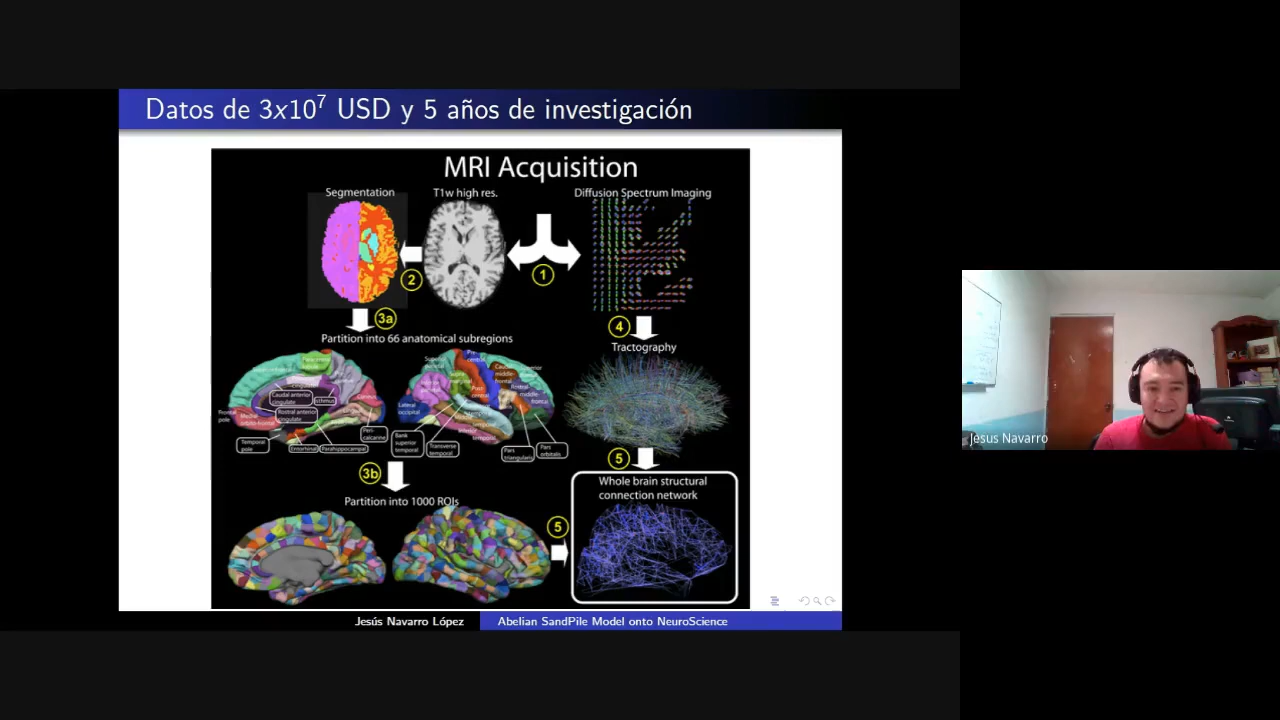 Datos de 3x10⁷ USD y 5 años de investigación
MRI Acquisition
Segmentation
T1w high res.
Diffusion Spectrum Imaging
2
1
3a
4
Partition into 66 anatomical subregions
Tractography
Caudal anterior
cingulate
Isthmus
Rostral anterior
cingulate
Frontal
pole
Medial
orbito-frontal
Temporal
pole
Entorhinal
Parahippocampal
Peri-
calcarine
Superior
parietal
Lateral
occipital
Bank
superior
temporal
Transverse
temporal
Inferior
temporal
Caudal
middle-
frontal
Rostral
middle-
frontal
Pars
triangularis
Pars
orbitalis
3b
5
Partition into 1000 ROIs
5
Whole brain structural
connection network
Jesús Navarro López
Abelian SandPile Model onto NeuroScience
Jesus Navarro